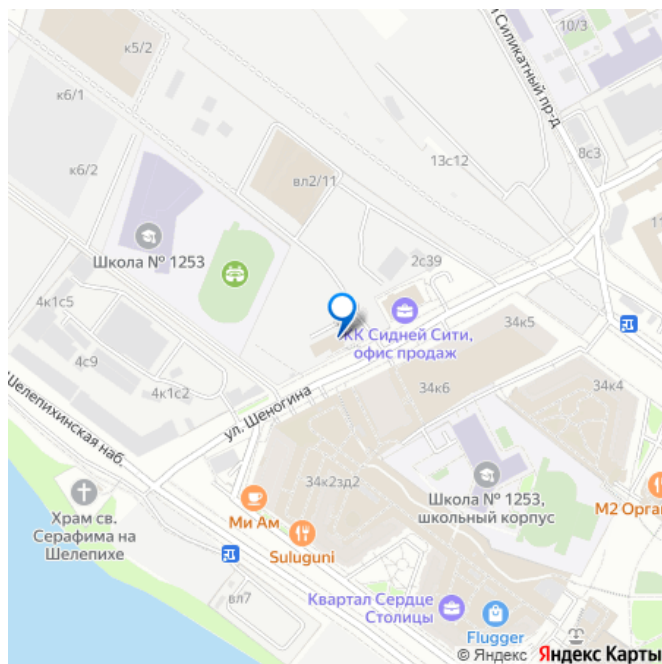 10/3
й Силикатный пр-д
к5/2
к6/1
8с3
13с12
к6/2
вл2/11
Школа № 1253
2с39
4к1с5
КК Сидней Сити,
офис продаж
34к5
4с9
34к6
34к4
4к1с2
ул. Шеногина
Шелепихинская наб.
34к2зд2
Школа № 1253,
школьный корпус
Храм св.
Серафима на
Шелепихе
Ми Ам
М2 Орган
Suluguni
вл7
Квартал Сердце
Столицы
Flugger
© Яндекс Яндекс Карты